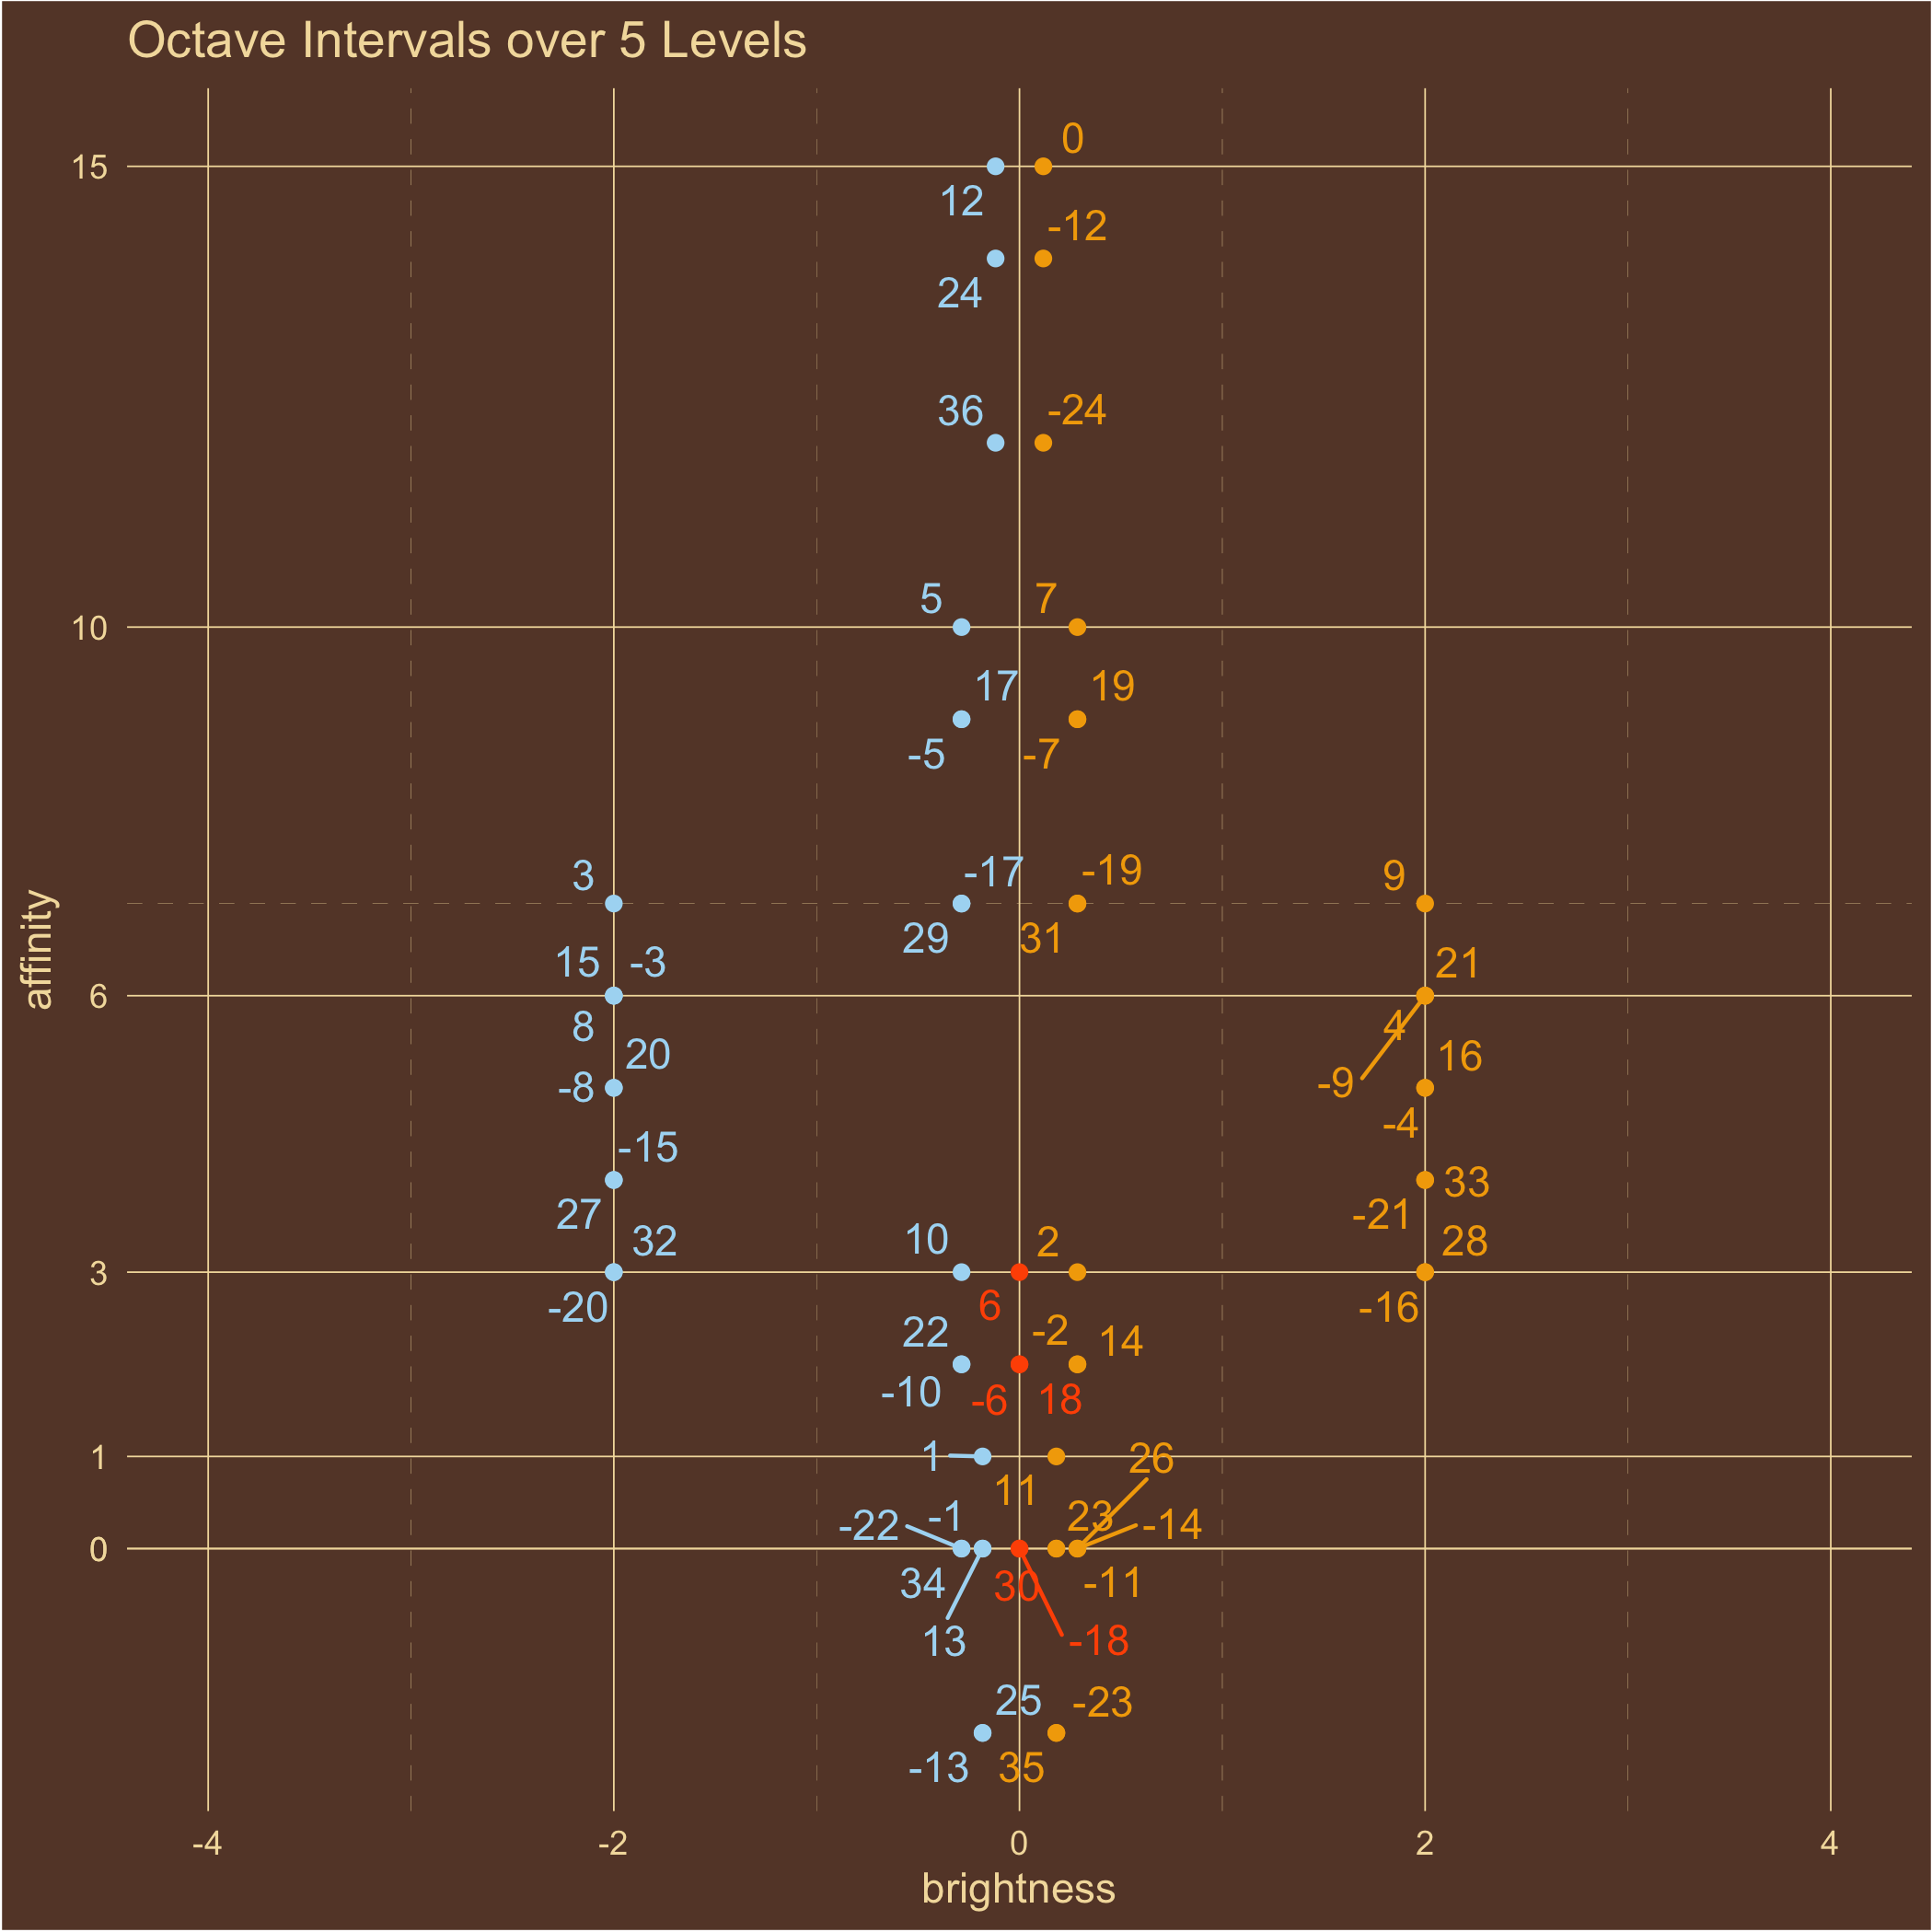 Octave Intervals over 5 Levels
0
15
12
-12
24
36 -24
5 7
10
17 19
-5 -7
-17 -19
3 9
29 31
15 -3 21
affinity
6
8 4
20 16
-8 -9
-4
-15
33
27 -21
32 10 2 28
3
-20 6 -16
22 -2 14
-10 -6 18
1 1 26
11
-22 -1 23 -14
0
34 30 -11
13 -18
25 -23
-13 35
-4 -2 0 2 4
brightness